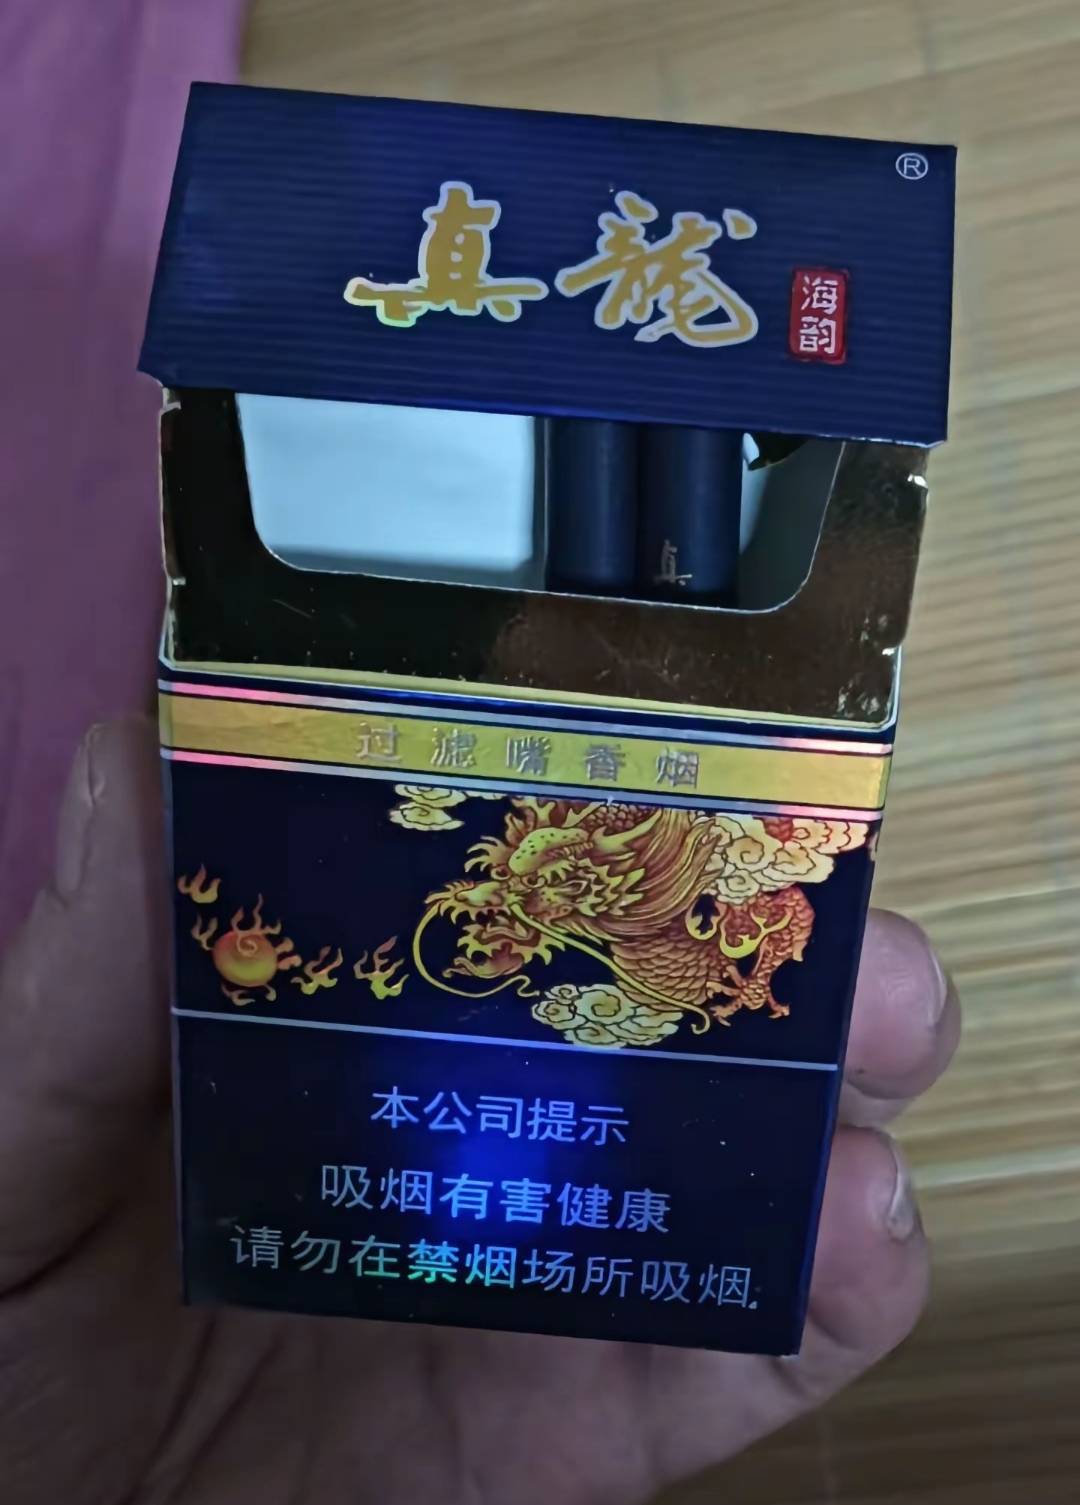 真龍
®
海韵
真
过滤嘴香烟
本公司提示
吸烟有害健康
请勿在禁烟场所吸烟